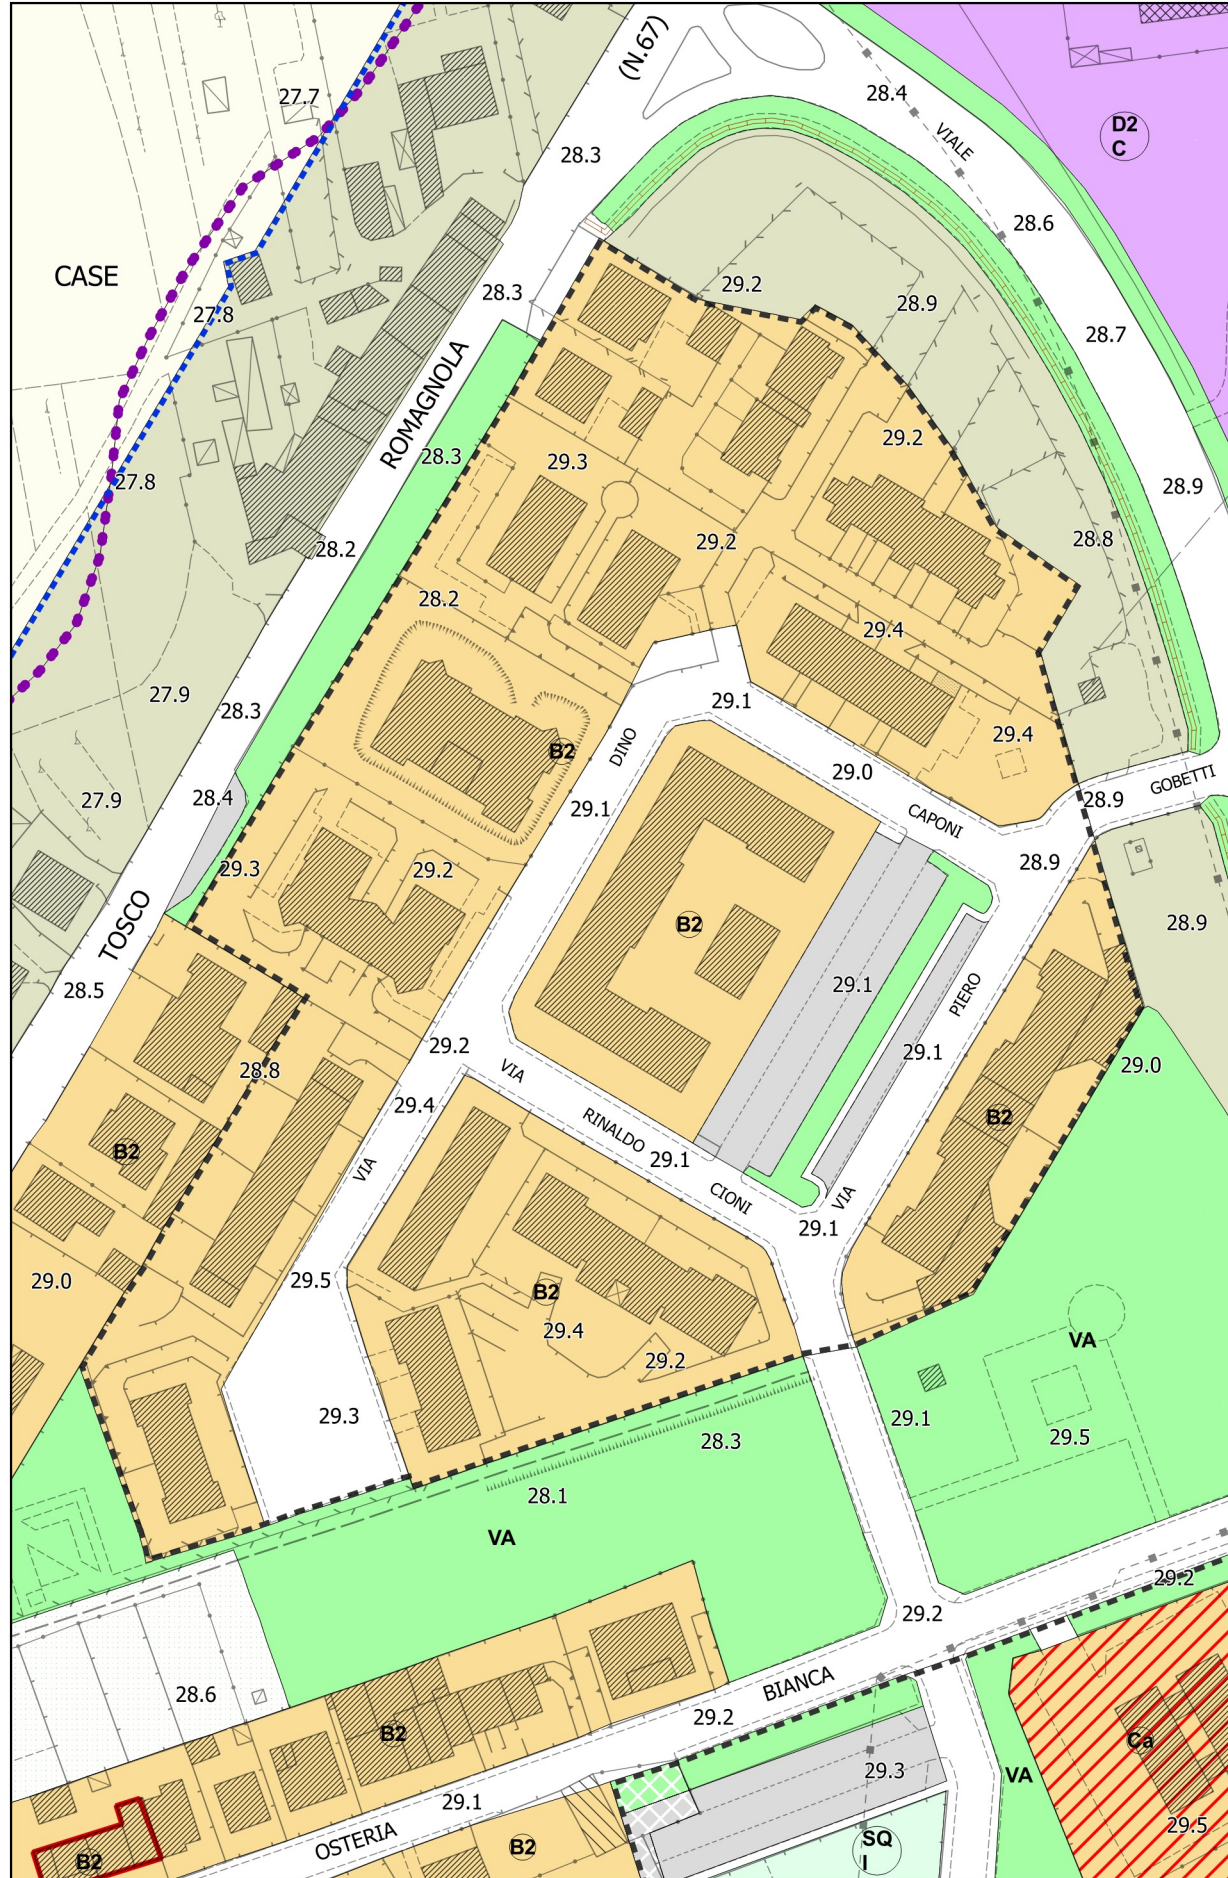 (N.67)
27.7
28.4
D2
C
VIALE
28.3
28.6
CASE
29.2
28.3
28.9
27.8
28.7
ROMAGNOLA
28.3
29.2
29.3
27.8
28.9
28.2
29.2
28.8
28.2
29.4
27.9
28.3
29.1
29.4
DINO
B2
29.0
GOBETTI
27.9
28.4
29.1
28.9
CAPONI
29.3
29.2
28.9
B2
28.9
TOSCO
28.5
29.1
PIERO
29.2
29.1
28.8
VIA
29.0
29.4
RINALDO
B2
B2
29.1
VIA
CIONI
VIA
29.1
29.0
29.5
B2
29.4
VA
29.2
29.3
29.1
28.3
29.5
28.1
VA
29.2
29.2
28.6
BIANCA
29.2
B2
Ca
29.3
VA
29.1
29.5
OSTERIA
B2
SQ
I
B2